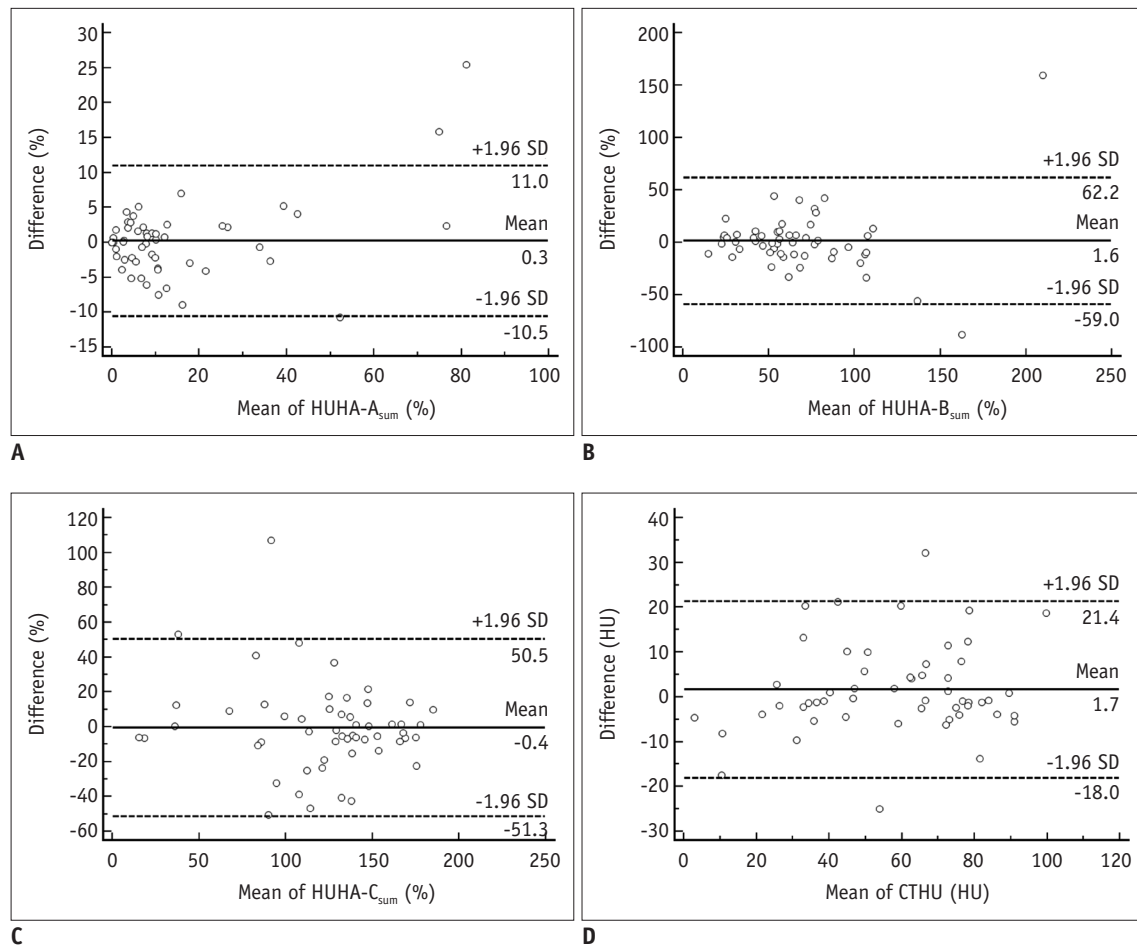 30
25
20
15
10
5
0
-5
-10
-15
Difference (%)
+1.96 SD
11.0
Mean
0.3
-1.96 SD
-10.5
0 20 40 60 80 100
Mean of HUHA-Asum (%)
A
200
150
100
50
0
-50
-100
Difference (%)
+1.96 SD
62.2
Mean
1.6
-1.96 SD
-59.0
0 50 100 150 200 250
Mean of HUHA-Bsum (%)
B
120
100
80
60
40
20
0
-20
-40
-60
Difference (%)
+1.96 SD
50.5
Mean
-0.4
-1.96 SD
-51.3
0 50 100 150 200 250
Mean of HUHA-Csum (%)
C
40
30
20
10
0
-10
-20
-30
Difference (HU)
+1.96 SD
21.4
Mean
1.7
-1.96 SD
-18.0
0 20 40 60 80 100 120
Mean of CTHU (HU)
D